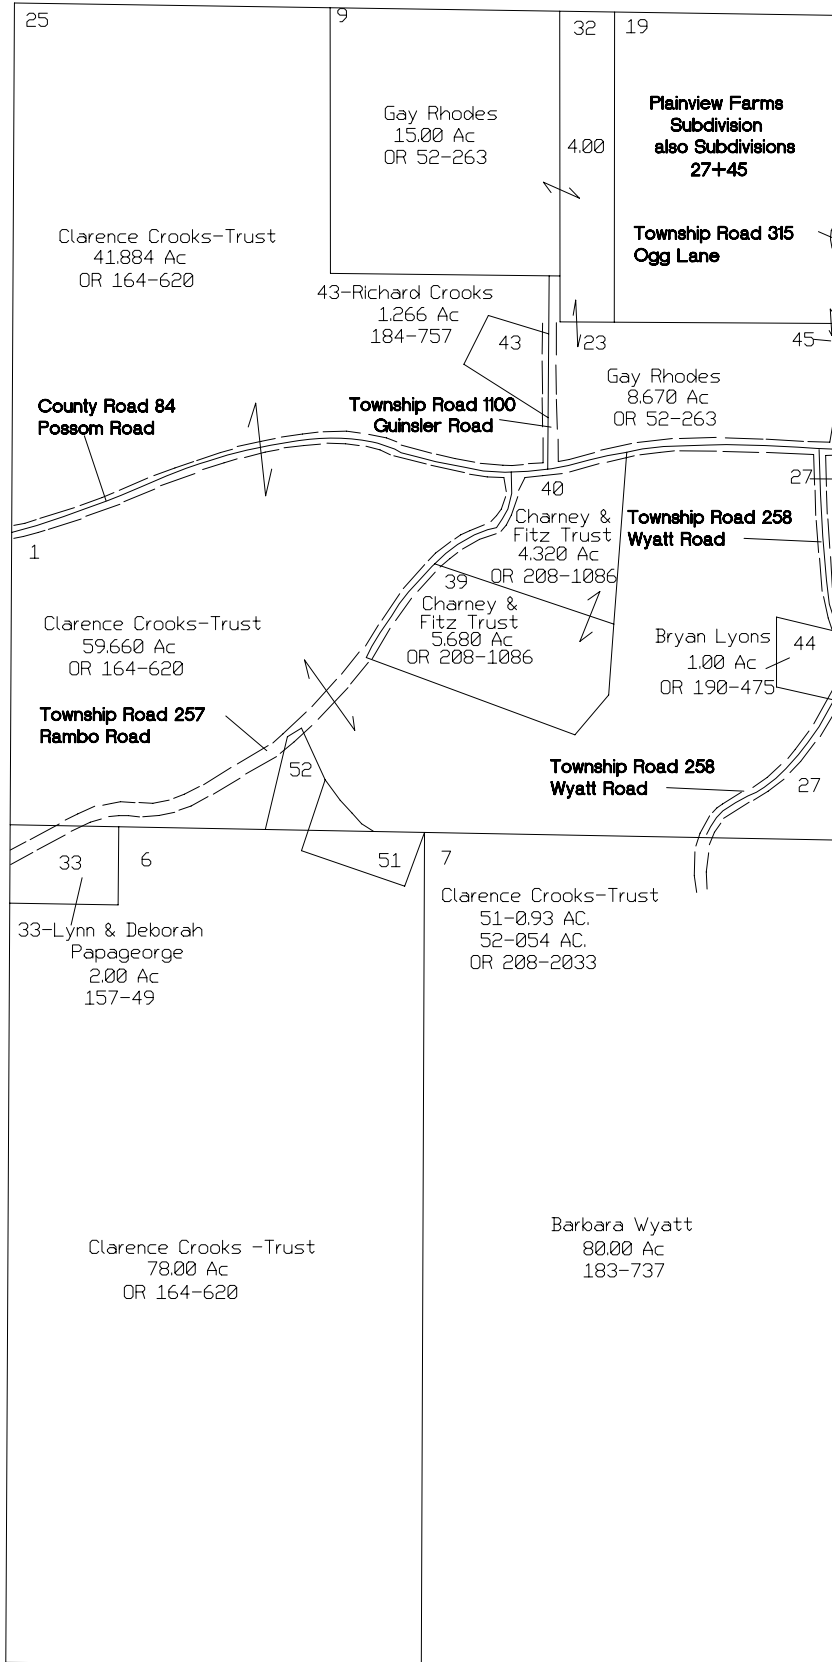 25
9
32
19
Gay Rhodes
15.00 Ac
OR 52-263
4.00
Plainview Farms
Subdivision
also Subdivisions
27+45
Township Road 315
Ogg Lane
Clarence Crooks-Trust
41.884 Ac
OR 164-620
43-Richard Crooks
1.266 Ac
184-757
43
23
45
Gay Rhodes
8.670 Ac
OR 52-263
County Road 84
Possom Road
Township Road 1100
Guinsler Road
40
27
1
Charney &
Fitz Trust
4.320 Ac
OR 208-1086
Township Road 258
Wyatt Road
39
Charney &
Fitz Trust
5.680 Ac
OR 208-1086
Clarence Crooks-Trust
59.660 Ac
OR 164-620
Bryan Lyons
1.00 Ac
OR 190-475
44
Township Road 257
Rambo Road
52
Township Road 258
Wyatt Road
27
33
6
51
7
Clarence Crooks-Trust
51-0.93 AC.
52-054 AC.
OR 208-2033
33-Lynn & Deborah
Papageorge
2.00 Ac
157-49
Clarence Crooks -Trust
78.00 Ac
OR 164-620
Barbara Wyatt
80.00 Ac
183-737